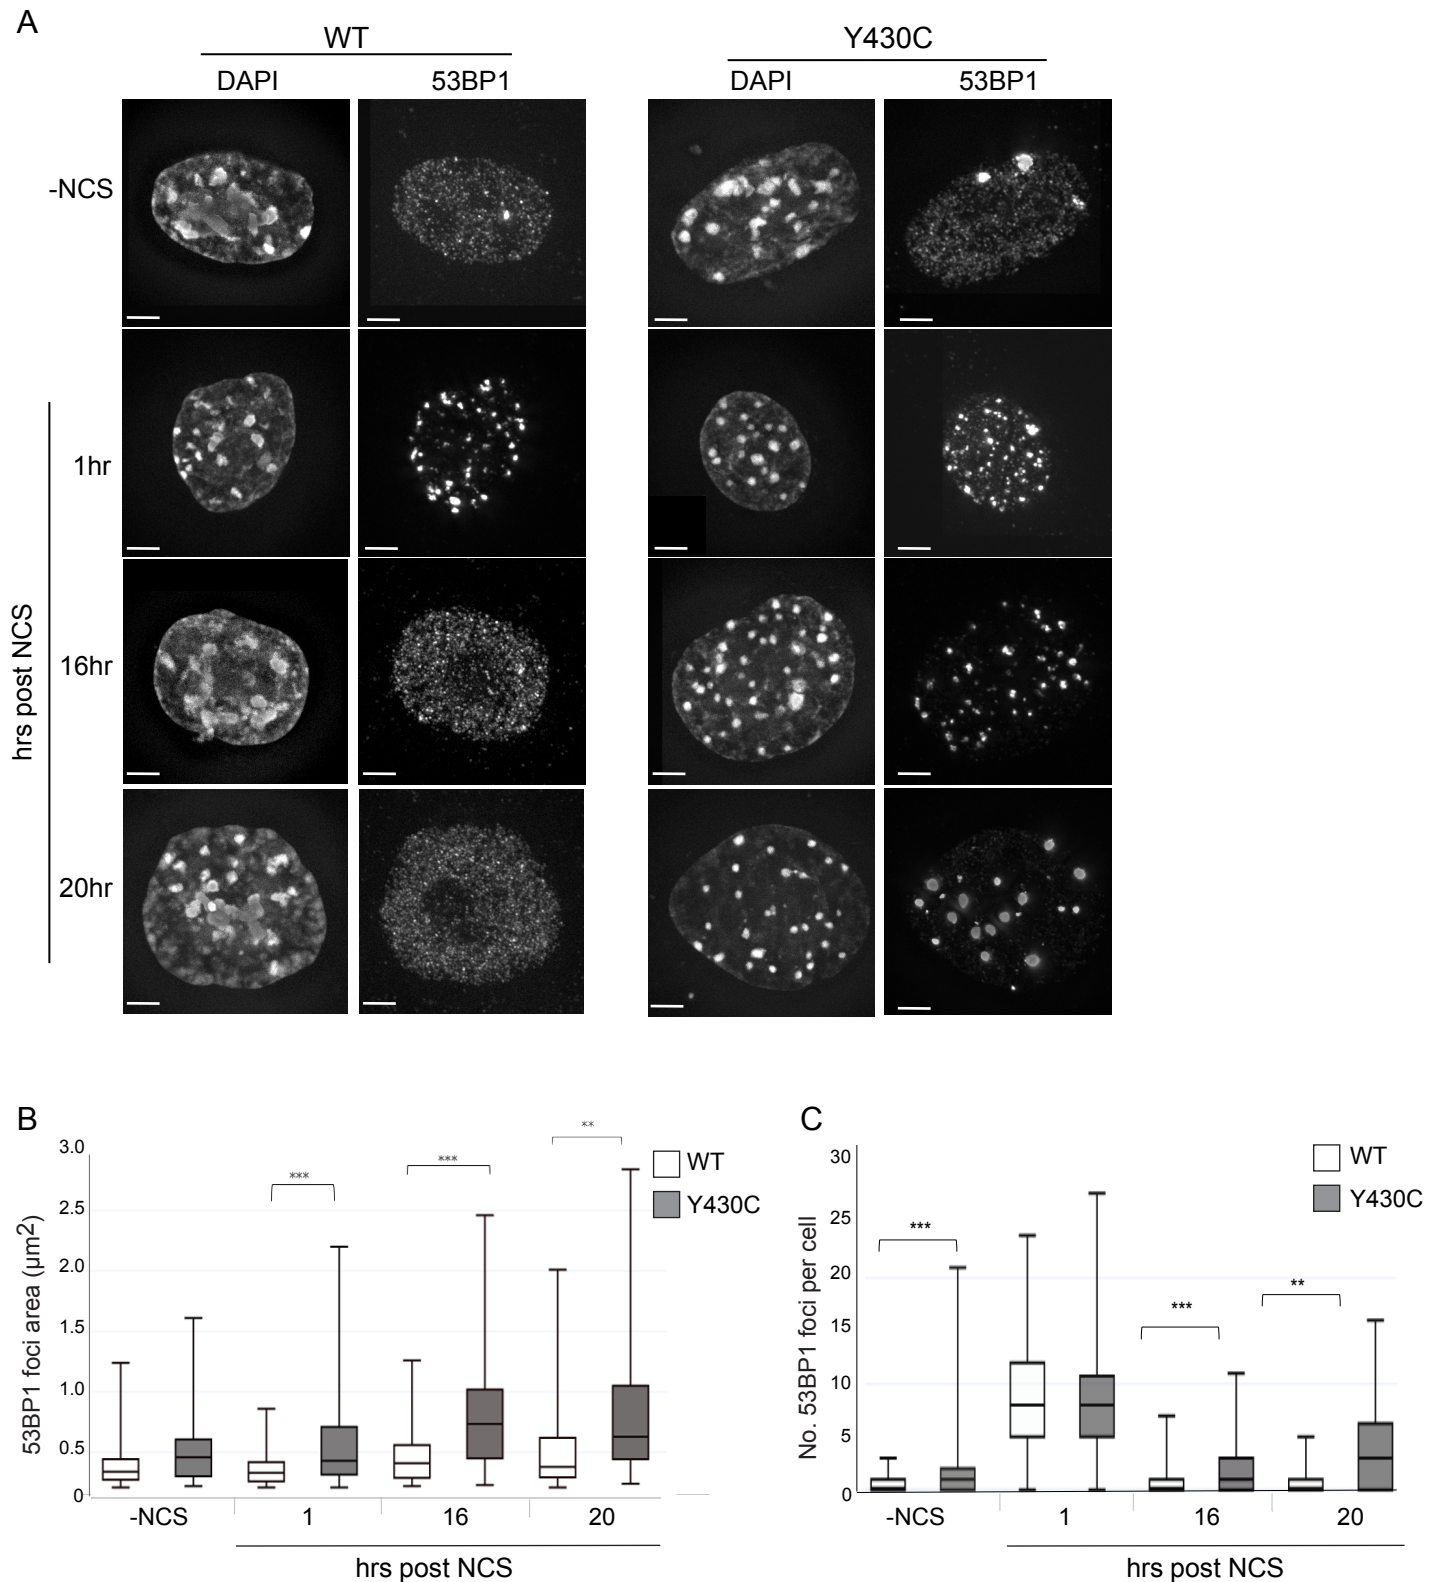 A
WT
Y430C
DAPI
53BP1
DAPI
53BP1
-NCS
1hr
16hr
20hr
hrs post NCS
B
3.0
2.5
2.0
1.5
1.0
0.5
0
53BP1 foci area (µm2)
***
***
**
WT
Y430C
-NCS
1
16
20
hrs post NCS
C
30
25
20
15
10
5
0
No. 53BP1 foci per cell
***
***
**
WT
Y430C
-NCS
1
16
20
hrs post NCS